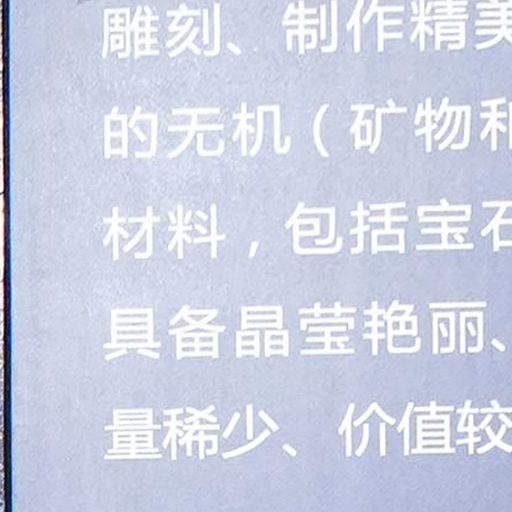 雕刻、制作精美
的无机（矿物和
材料，包括宝石
具备晶莹艳丽、
量稀少、价值较